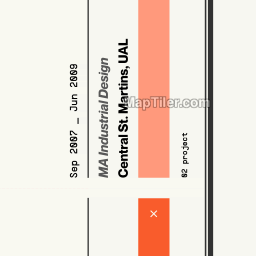 Sep 2007 — Jun 2009
MA Industrial Design
Central St. Martins, UAL
MapTiler.com
02 project
×